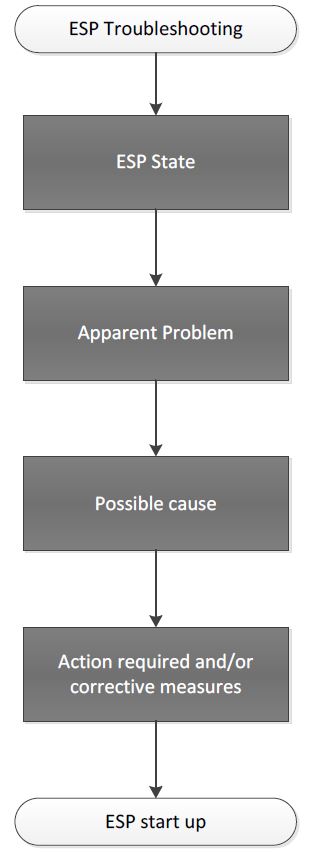 ESP Troubleshooting
ESP State
Apparent Problem
Possible cause
Action required and/or
corrective measures
ESP start up